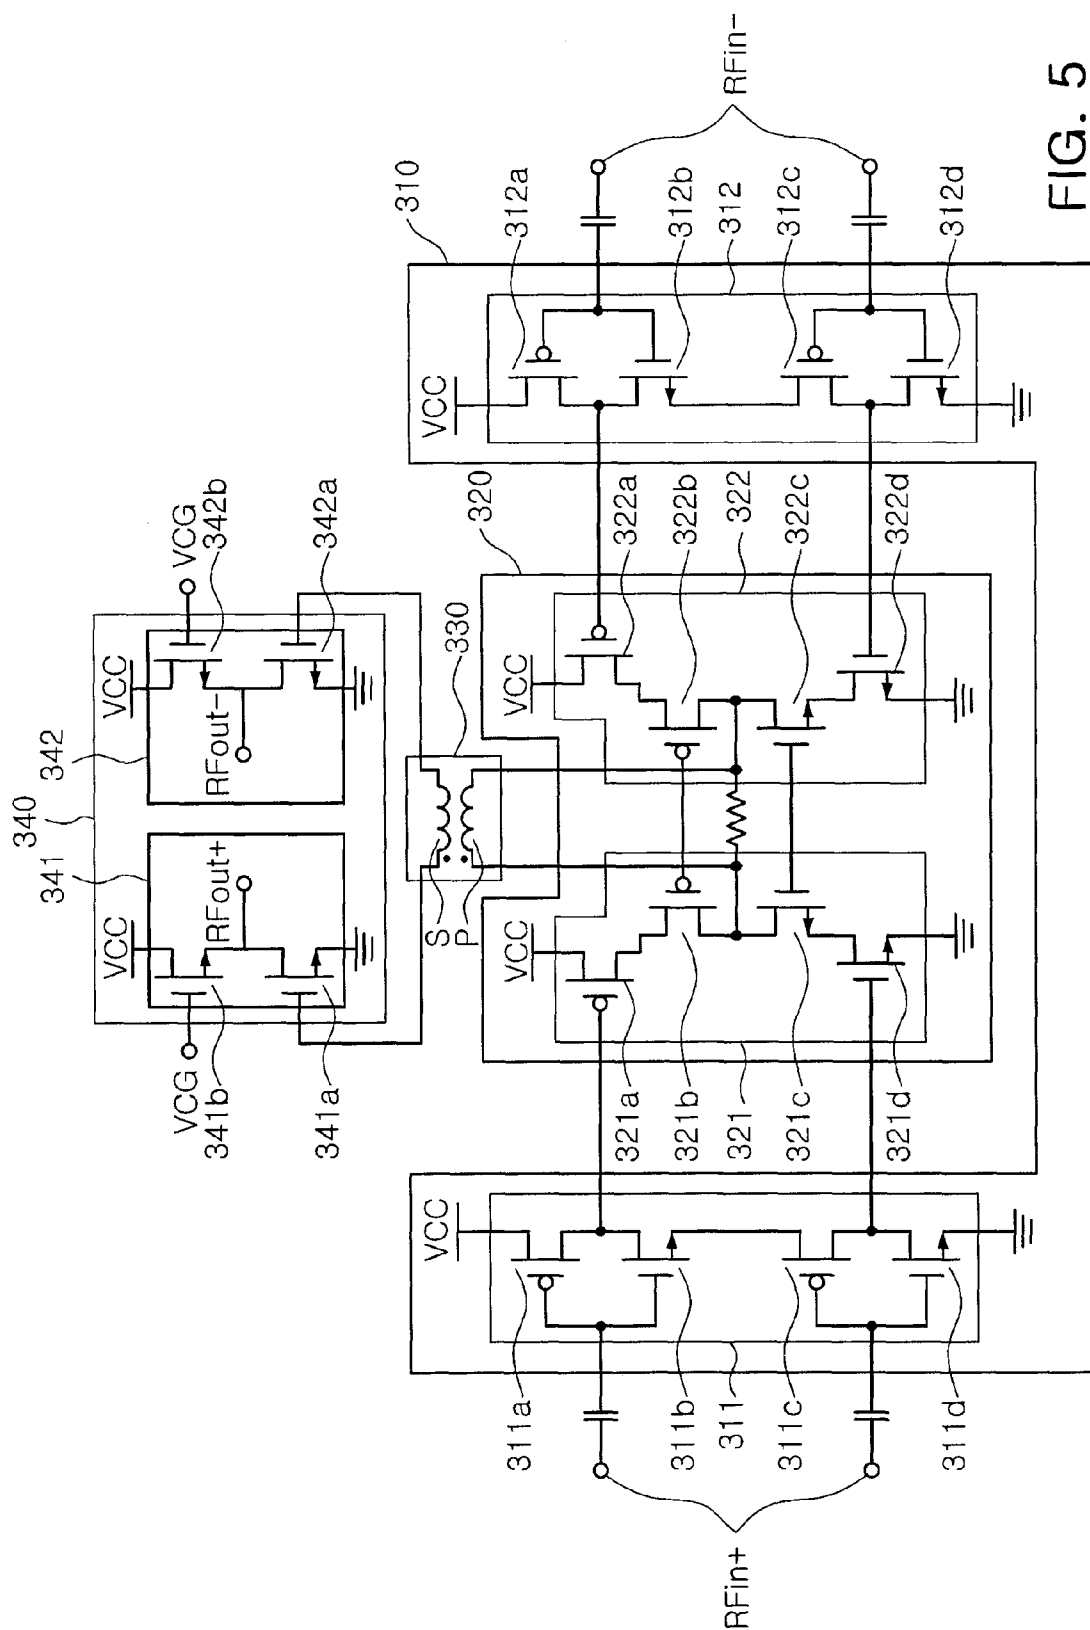 340
341
342
VCC
VCC
RFout+
RFout-
VCG
VCG
341b
341a
342b
342a
S
P
330
320
310
VCC
VCC
VCC
VCC
RFin+
RFin-
311a
311b
311
311c
311d
321a
321b
321
321c
321d
322a
322b
322
322c
322d
312a
312b
312
312c
312d
FIG. 5